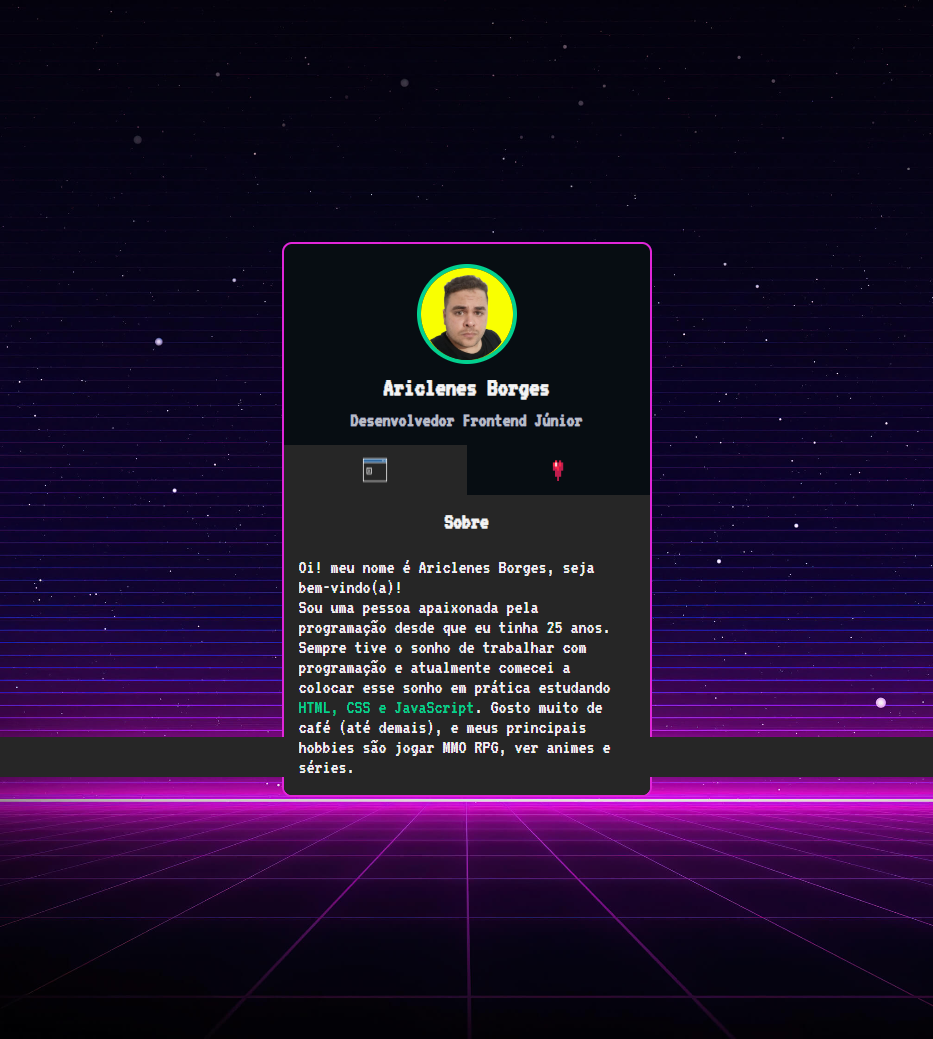 Ariclenes Borges
Desenvolvedor Frontend Júnior
Sobre
Oi! meu nome é Ariclenes Borges, seja
bem-vindo(a)!
Sou uma pessoa apaixonada pela
programação desde que eu tinha 25 anos.
Sempre tive o sonho de trabalhar com
programação e atualmente comecei a
colocar esse sonho em prática estudando
HTML, CSS e JavaScript. Gosto muito de
café (até demais), e meus principais
hobbies são jogar MMO RPG, ver animes e
séries.